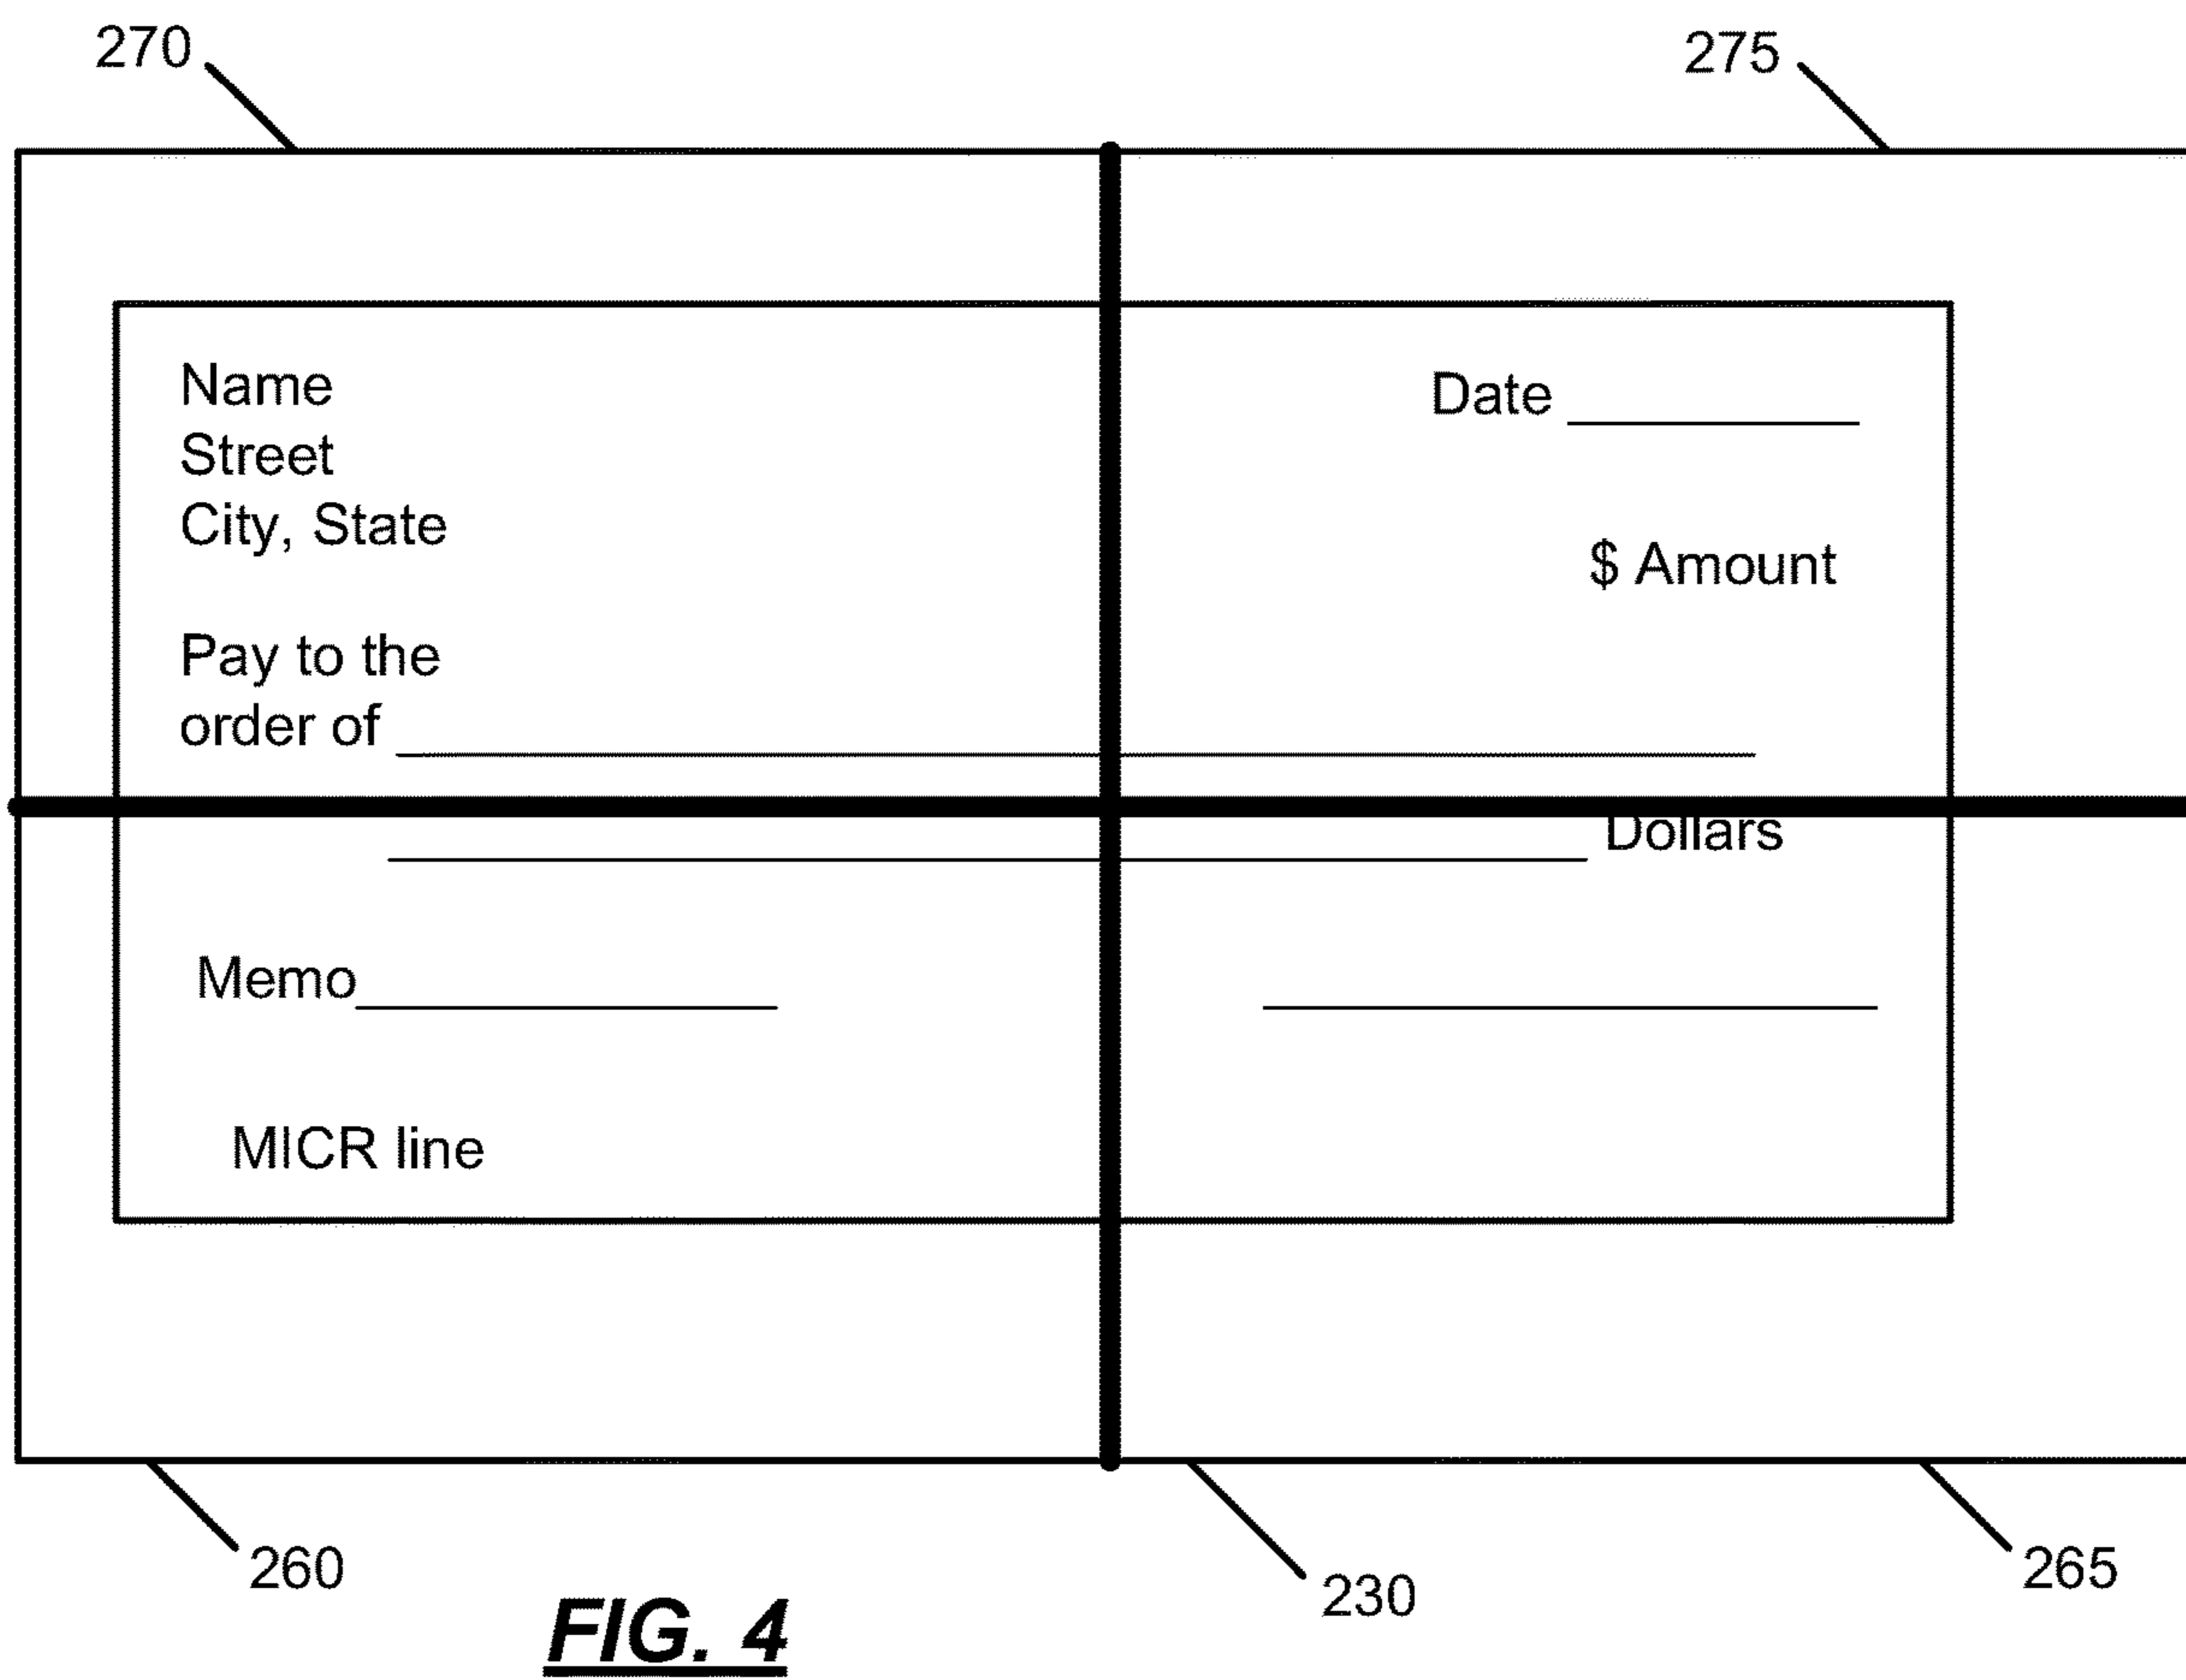 270
275
Name
Date
Street
City, State
$ Amount
Pay to the
order of
Dollars
Memo
MICR line
260
230
265
FIG. 4